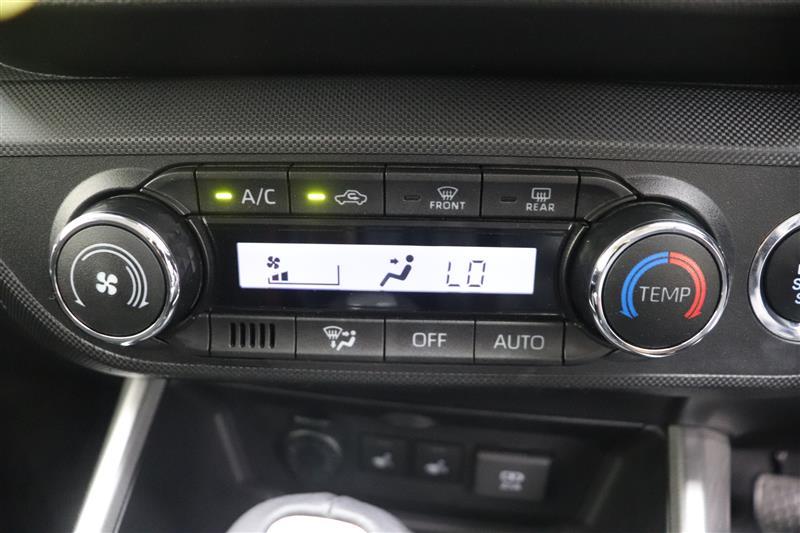 A/C
FRONT
REAR
LO
TEMP
OFF
AUTO